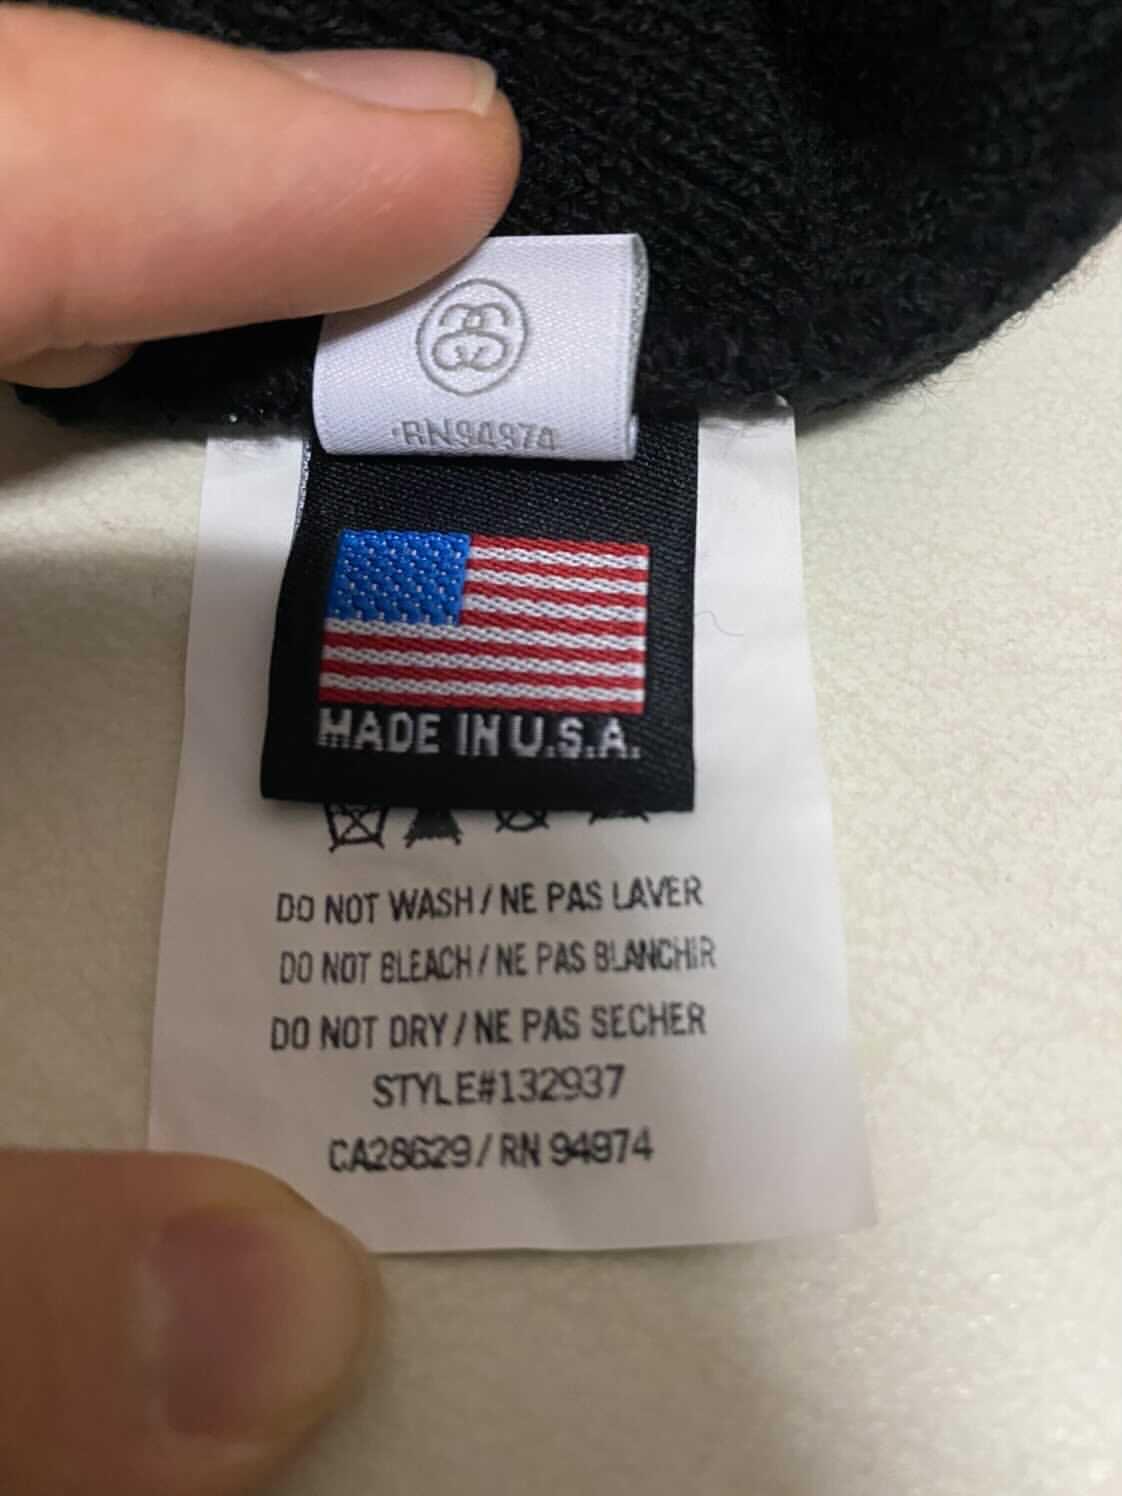 RN94974
MADE IN U.S.A.
DO NOT WASH / NE PAS LAVER
DO NOT BLEACH / NE PAS BLANCHIR
DO NOT DRY / NE PAS SECHER
STYLE#132937
CA28629 / RN 94974